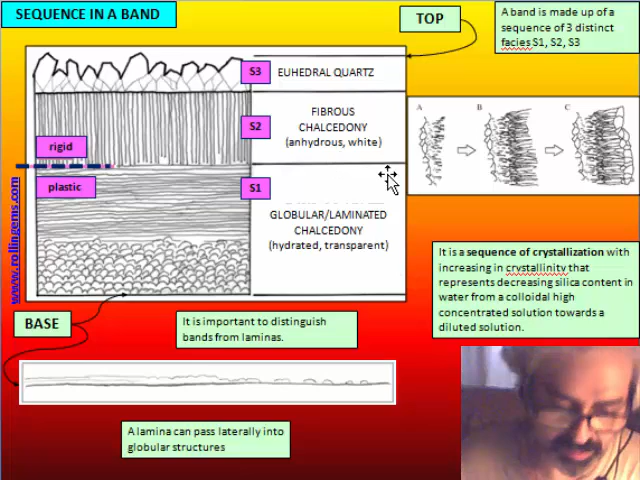 SEQUENCE IN A BAND
TOP
A band is made up of a
sequence of 3 distinct
facies S1, S2, S3
S3
EUHEDRAL QUARTZ
S2
FIBROUS
CHALCEDONY
(anhydrous, white)
rigid
plastic
S1
GLOBULAR/LAMINATED
CHALCEDONY
(hydrated, transparent)
A
B
C
www.rollingems.com
It is a sequence of crystallization with
increasing in crystallinity that
represents decreasing silica content in
water from a colloidal high
concentrated solution towards a
diluted solution.
BASE
It is important to distinguish
bands from laminas.
A lamina can pass laterally into
globular structures